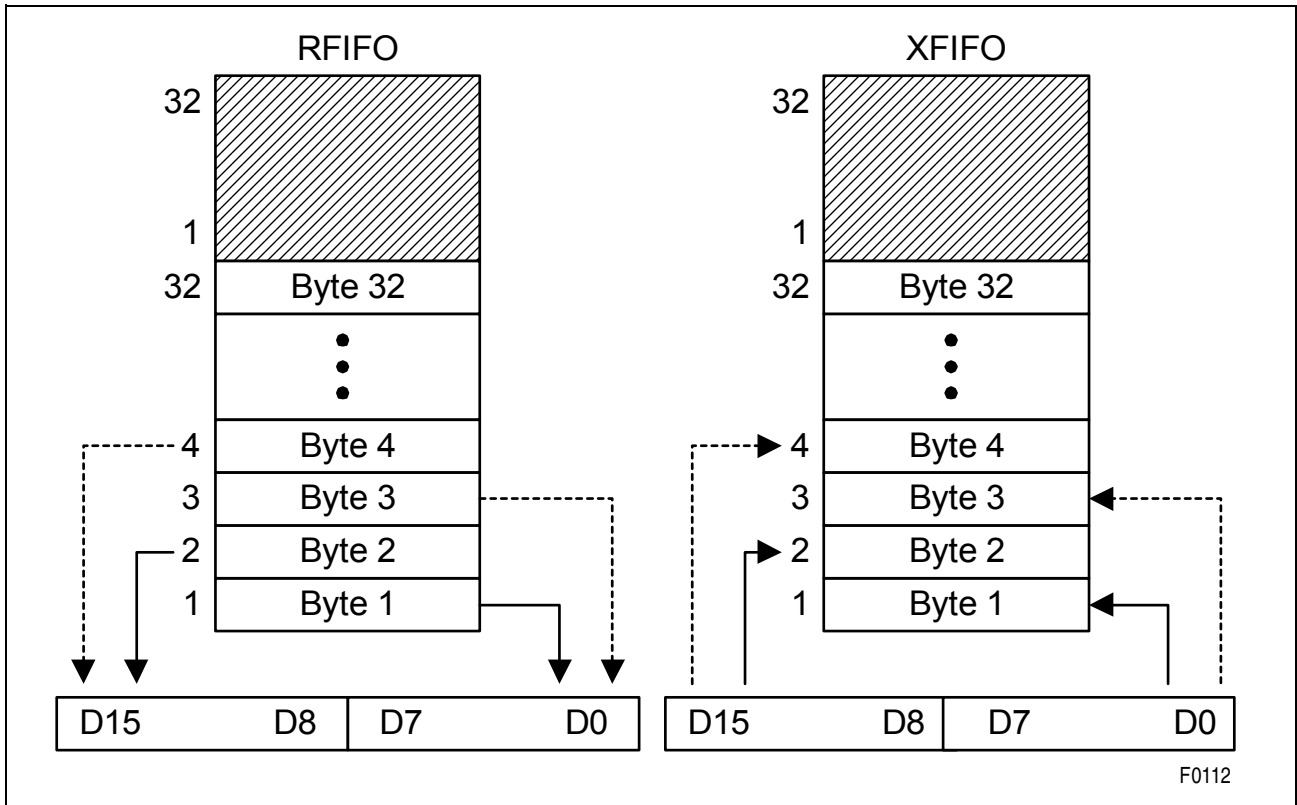 RFIFO XFIFO
32 32
1 1
32 Byte 32 32 Byte 32
4 Byte 4 4 Byte 4
3 Byte 3 3 Byte 3
2 Byte 2 2 Byte 2
1 Byte 1 1 Byte 1
D15 D8 D7 D0 D15 D8 D7 D0
F0112